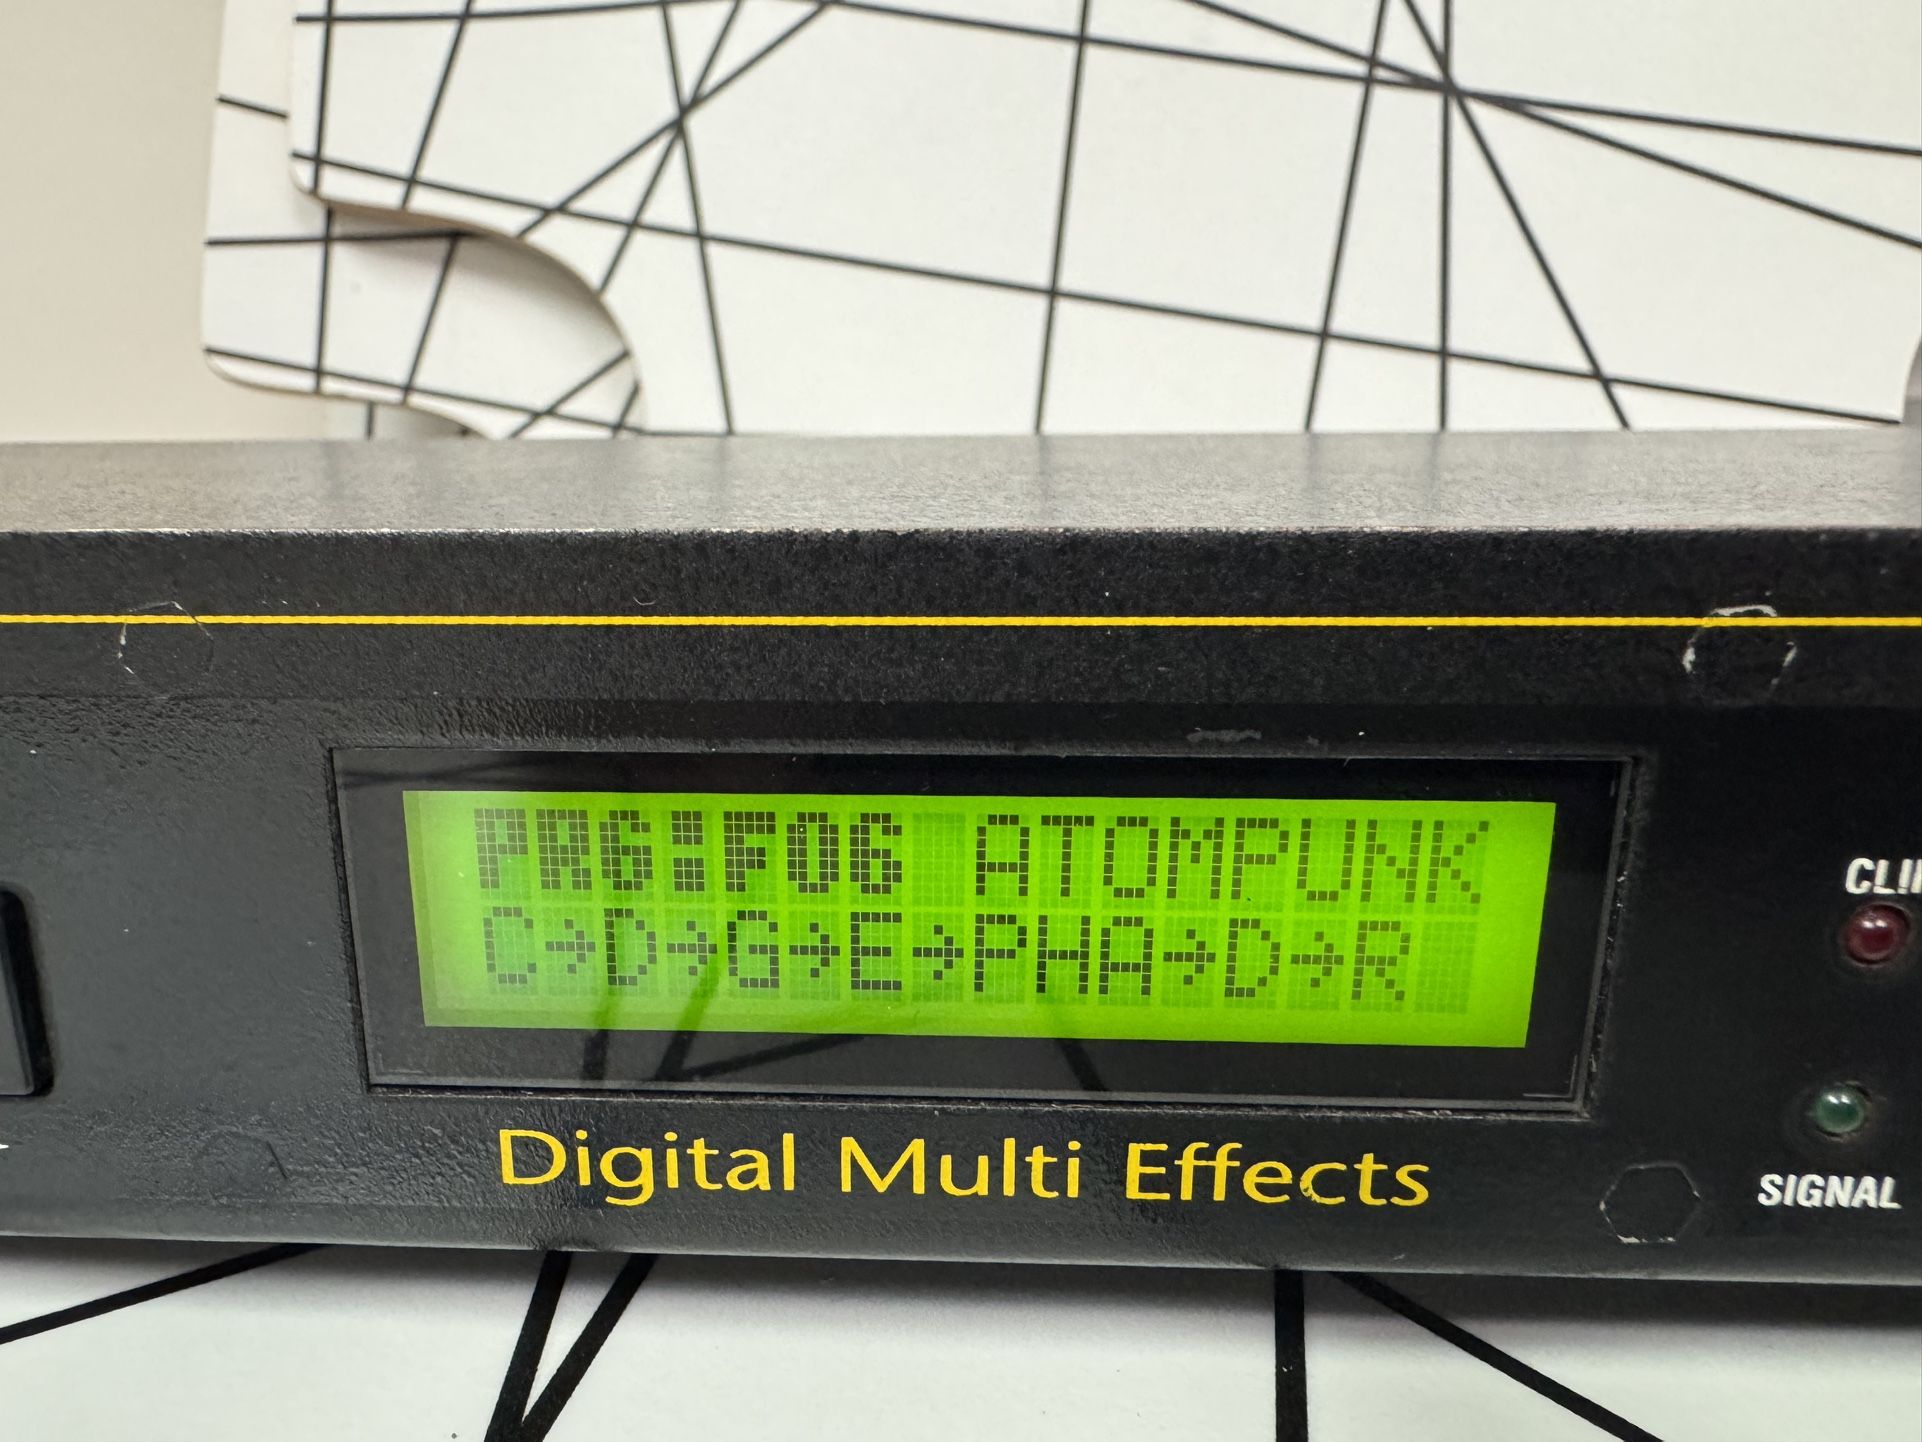 PRG:F06 ATOMPUNK
C→D→G→E→PHA→D→R
Digital Multi Effects
SIGNAL